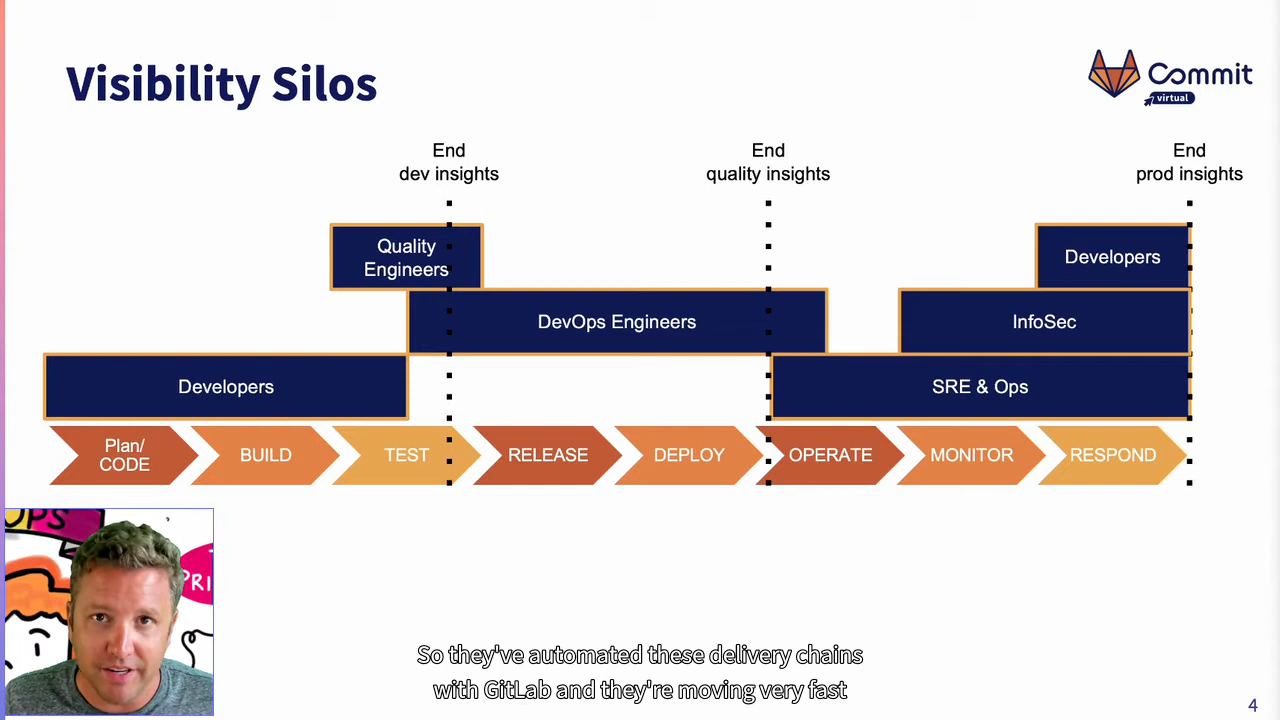 Visibility Silos
Commit
virtual
End
dev insights
End
quality insights
End
prod insights
Quality
Engineers
Developers
DevOps Engineers
InfoSec
Developers
SRE & Ops
Plan/
CODE
BUILD
TEST
RELEASE
DEPLOY
OPERATE
MONITOR
RESPOND
OPS
PRI
So they've automated these delivery chains
with GitLab and they're moving very fast
4